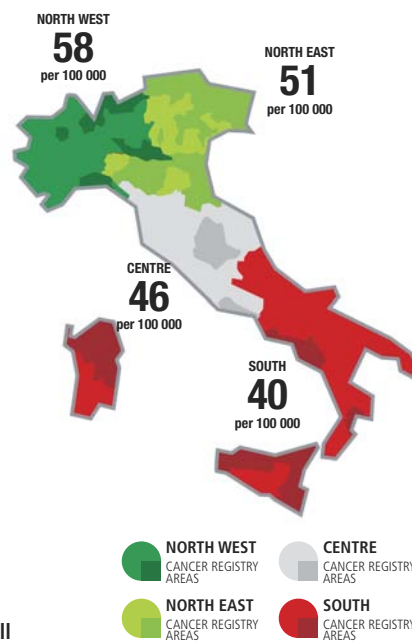 NORTH WEST
58
per 100 000
NORTH EAST
51
per 100 000
CENTRE
46
per 100 000
SOUTH
40
per 100 000
NORTH WEST
CANCER REGISTRY
AREAS
CENTRE
CANCER REGISTRY
AREAS
NORTH EAST
CANCER REGISTRY
AREAS
SOUTH
CANCER REGISTRY
AREAS
ll